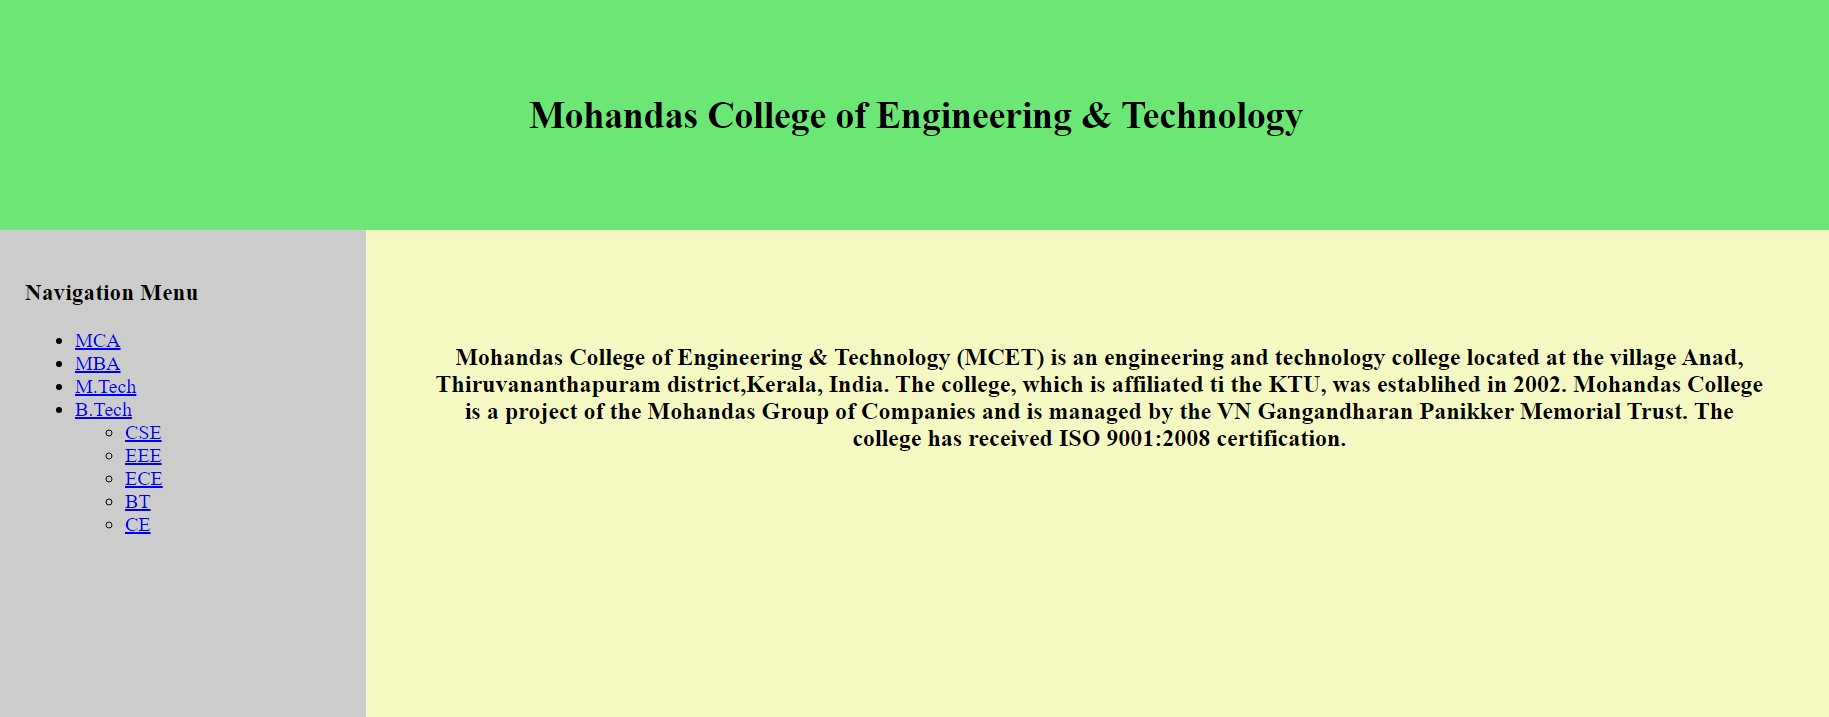 Mohandas College of Engineering & Technology
Navigation Menu
MCA
MBA
M.Tech
B.Tech
CSE
EEE
ECE
BT
CE
Mohandas College of Engineering & Technology (MCET) is an engineering and technology college located at the village Anad,
Thiruvananthapuram district,Kerala, India. The college, which is affiliated ti the KTU, was establihed in 2002. Mohandas College
is a project of the Mohandas Group of Companies and is managed by the VN Gangandharan Panikker Memorial Trust. The
college has received ISO 9001:2008 certification.